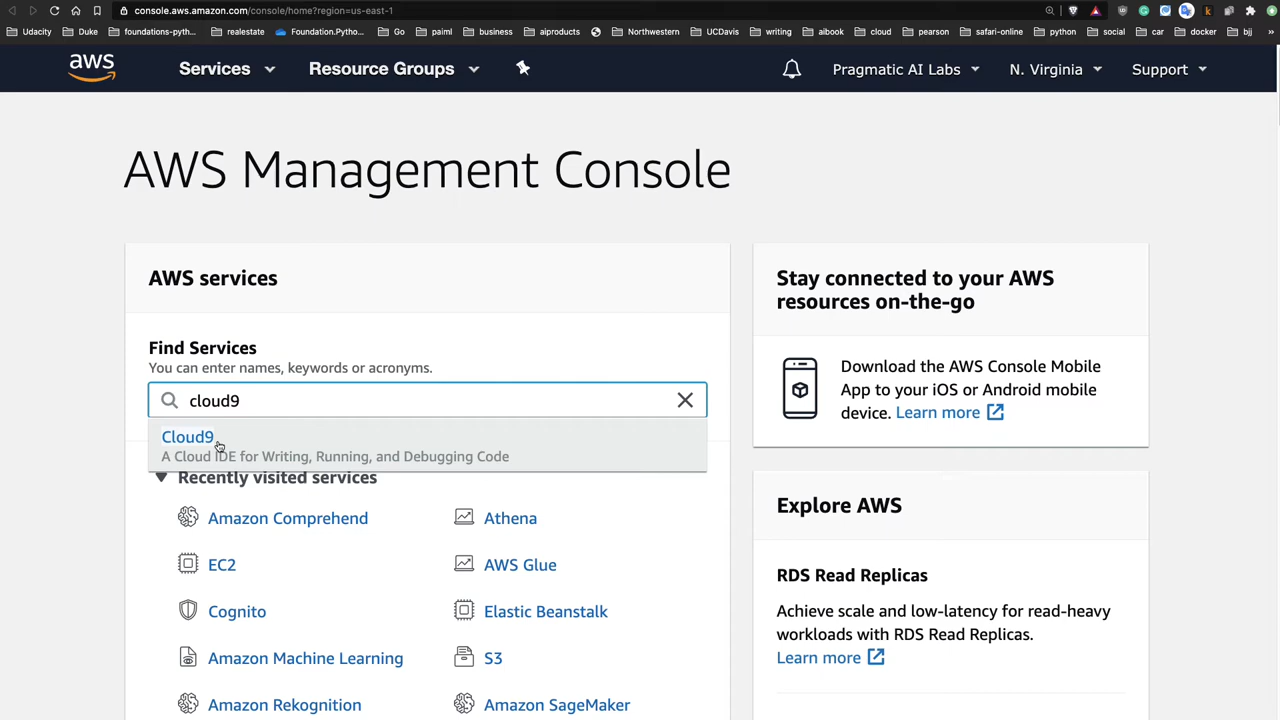 console.aws.amazon.com/console/home?region=us-east-1
Udacity Duke foundations-pyth... realestate Foundation.Pytho... Go paiml business aiproducts Northwestern UCDavis writing aibook cloud pearson safari-online python social car docker bjj »
aws Services Resource Groups Pragmatic AI Labs N. Virginia Support
AWS Management Console
AWS services
Find Services
You can enter names, keywords or acronyms.
cloud9
Cloud9
A Cloud IDE for Writing, Running, and Debugging Code
Recently visited services
Amazon Comprehend
Athena
EC2
AWS Glue
Cognito
Elastic Beanstalk
Amazon Machine Learning
S3
Amazon Rekognition
Amazon SageMaker
Stay connected to your AWS
resources on-the-go
Download the AWS Console Mobile
App to your iOS or Android mobile
device. Learn more
Explore AWS
RDS Read Replicas
Achieve scale and low-latency for read-heavy
workloads with RDS Read Replicas.
Learn more